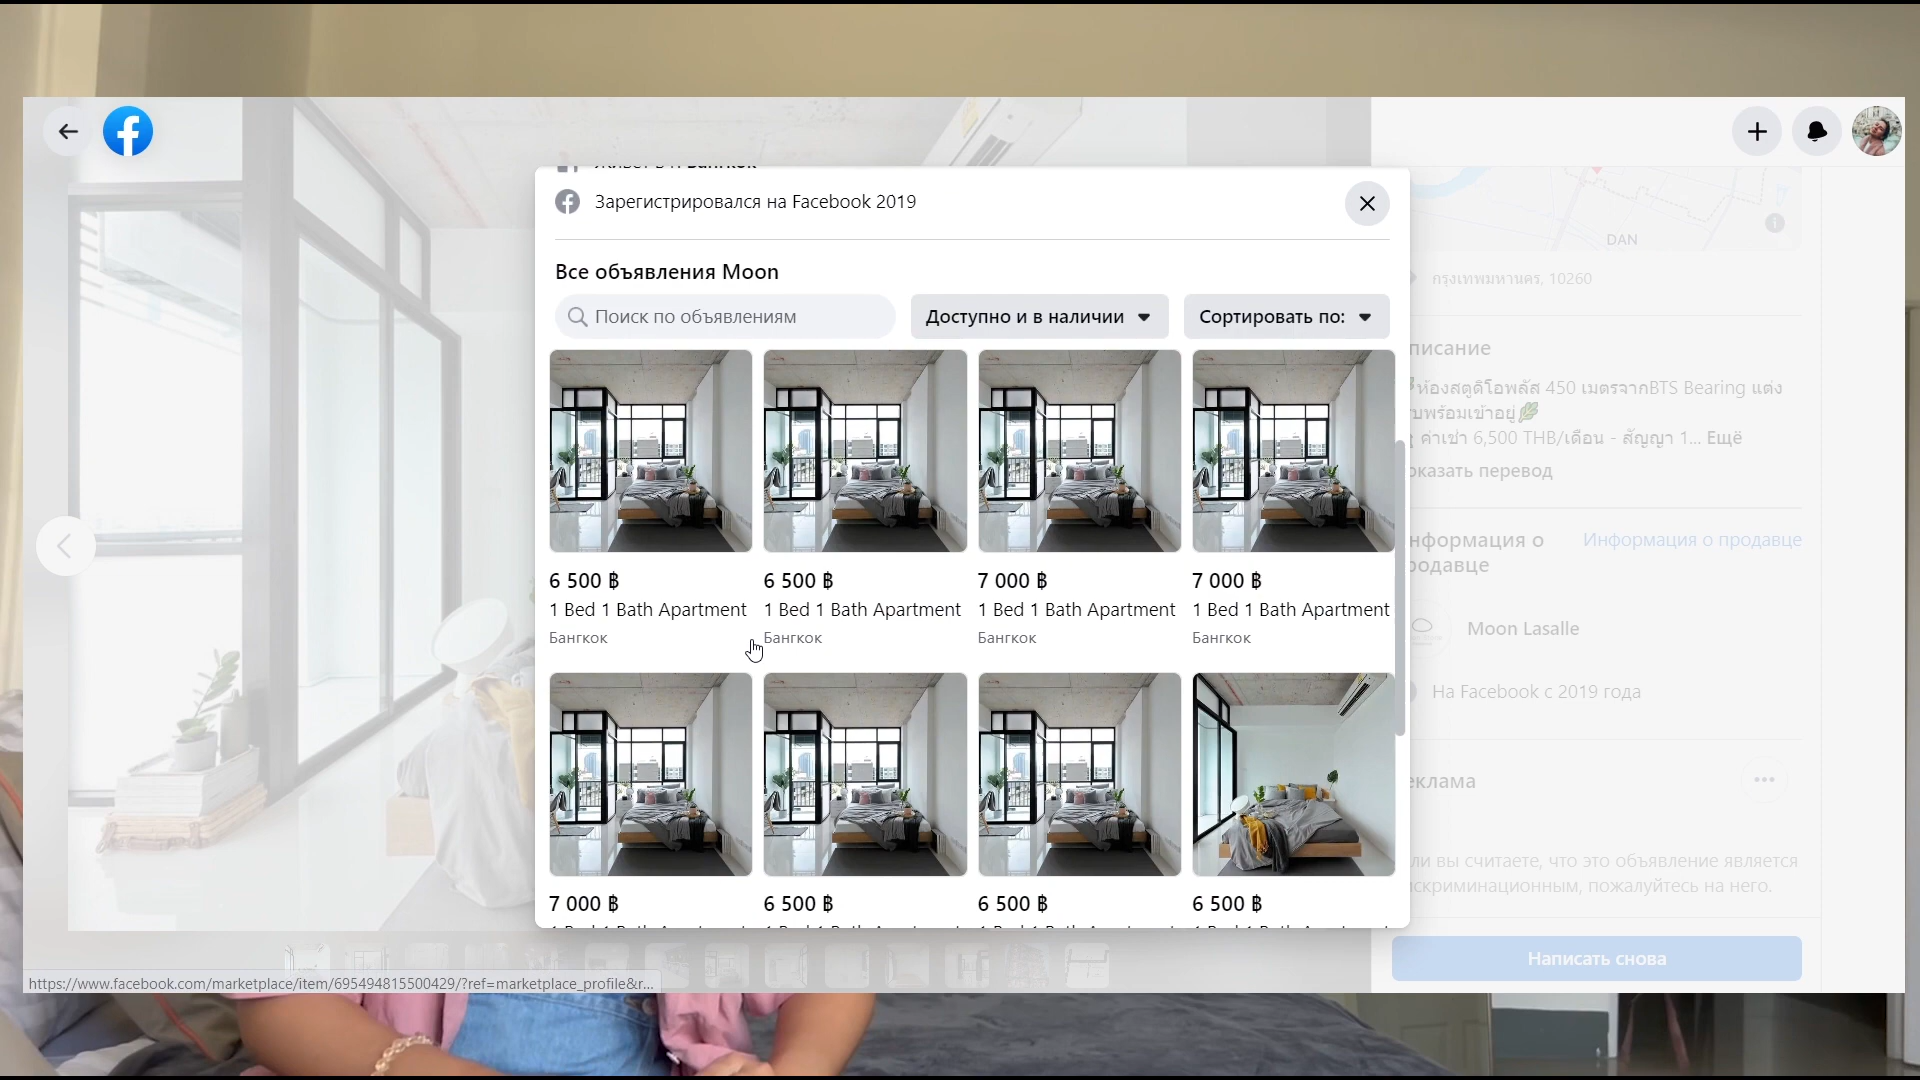 Бангкок
Зарегистрировался на Facebook 2019
Все объявления Moon
Поиск по объявлениям
Доступно и в наличии
Сортировать по:
6 500 ฿
6 500 ฿
7 000 ฿
7 000 ฿
1 Bed 1 Bath Apartment
1 Bed 1 Bath Apartment
1 Bed 1 Bath Apartment
1 Bed 1 Bath Apartment
Бангкок
Бангкок
Бангкок
Бангкок
7 000 ฿
6 500 ฿
6 500 ฿
6 500 ฿
DAN
กรุงเทพมหานคร, 10260
писание
ห้องสตูดิโอพลัส 450 เมตรจากBTS Bearing แต่ง
บพร้อมเข้าอยู่
ค่าเช่า 6,500 THB/เดือน - สัญญา 1... Ещё
оказать перевод
нформация о
родавце
Информация о продавце
Moon Lasalle
На Facebook с 2019 года
еклама
ли вы считаете, что это объявление является
искриминационным, пожалуйтесь на него.
Написать снова
https://www.facebook.com/marketplace/item/695494815500429/?ref=marketplace_profile&r...